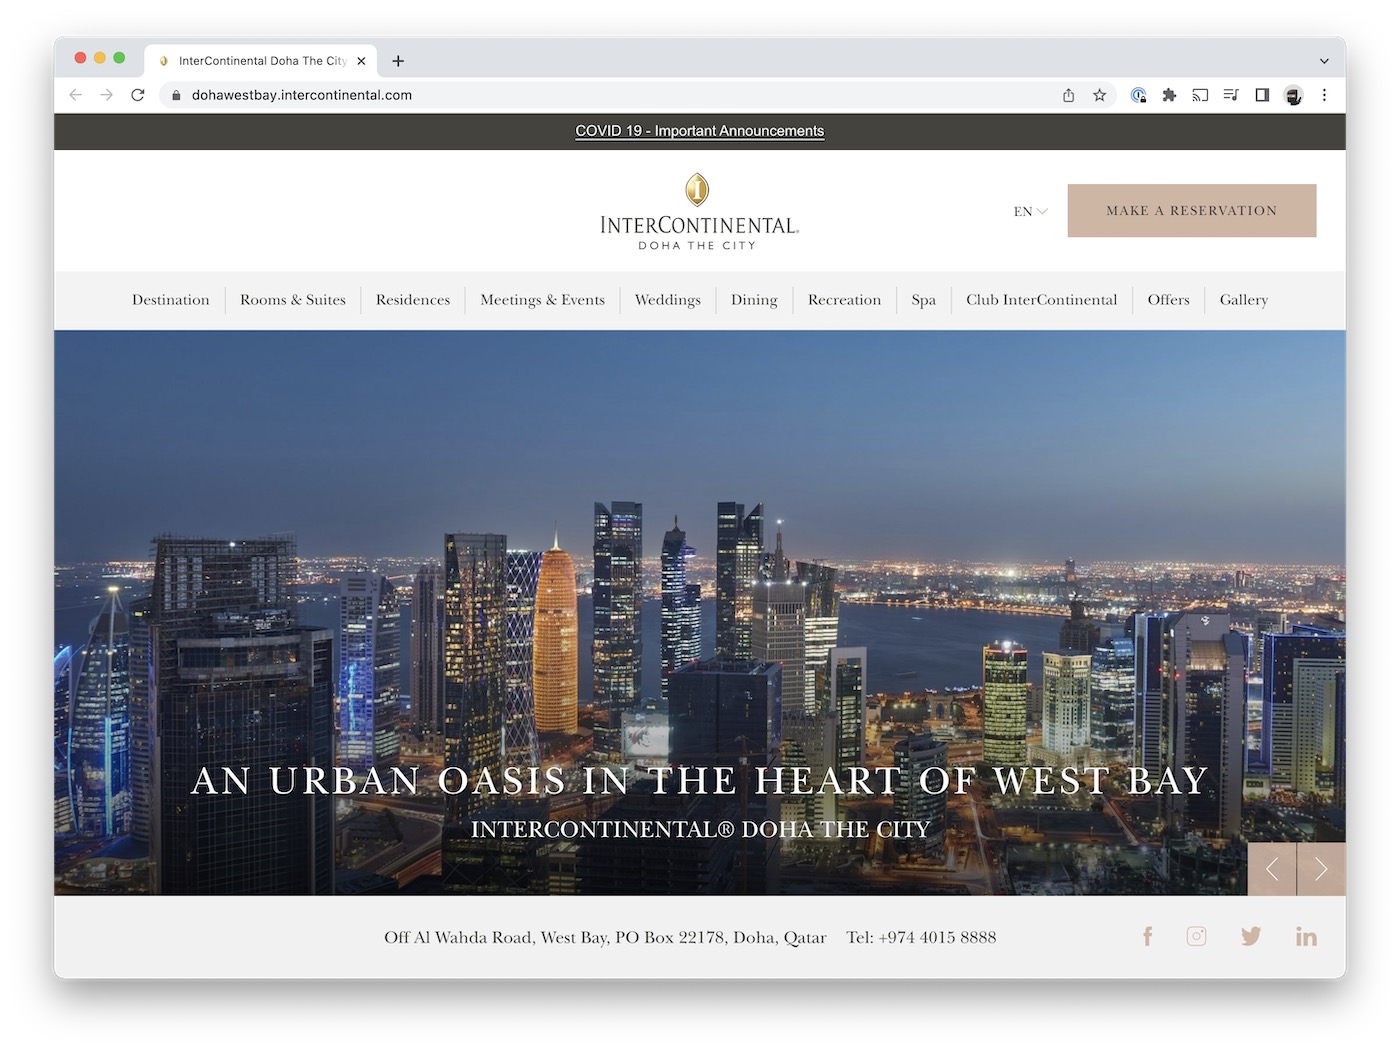 InterContinental Doha The City
dohawestbay.intercontinental.com
COVID 19 - Important Announcements
INTERCONTINENTAL®
DOHA THE CITY
EN
MAKE A RESERVATION
Destination
Rooms & Suites
Residences
Meetings & Events
Weddings
Dining
Recreation
Spa
Club InterContinental
Offers
Gallery
AN URBAN OASIS IN THE HEART OF WEST BAY
INTERCONTINENTAL® DOHA THE CITY
Off Al Wahda Road, West Bay, PO Box 22178, Doha, Qatar Tel: +974 4015 8888